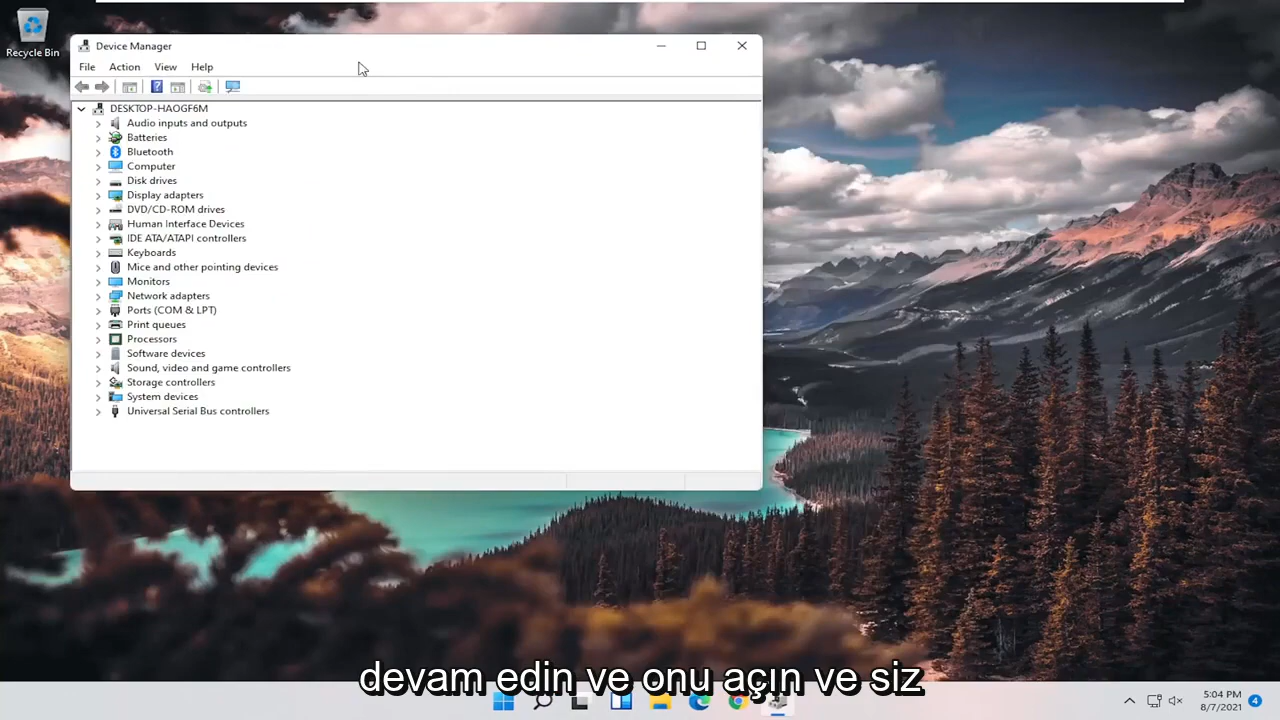 Recycle Bin
Device Manager
File Action View Help
DESKTOP-HAOGF6M
Audio inputs and outputs
Batteries
Bluetooth
Computer
Disk drives
Display adapters
DVD/CD-ROM drives
Human Interface Devices
IDE ATA/ATAPI controllers
Keyboards
Mice and other pointing devices
Monitors
Network adapters
Ports (COM & LPT)
Print queues
Processors
Software devices
Sound, video and game controllers
Storage controllers
System devices
Universal Serial Bus controllers
devam edin ve onu açın ve siz
5:04 PM
8/7/2021
4